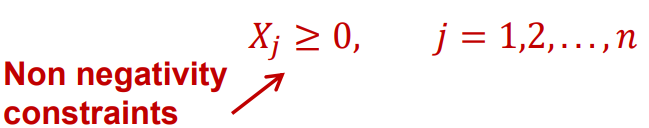 Xⱼ ≥ 0,    j = 1,2,...,n
Non negativity
constraints